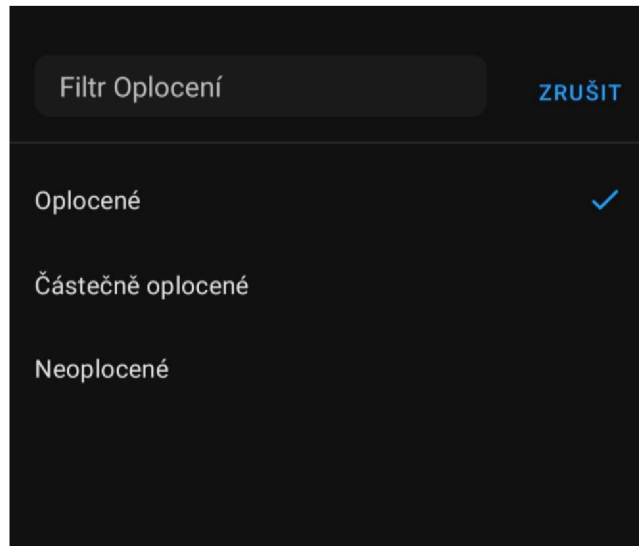 Filtr Oplocení
ZRUŠIT
Oplocené
Částečně oplocené
Neoplocené